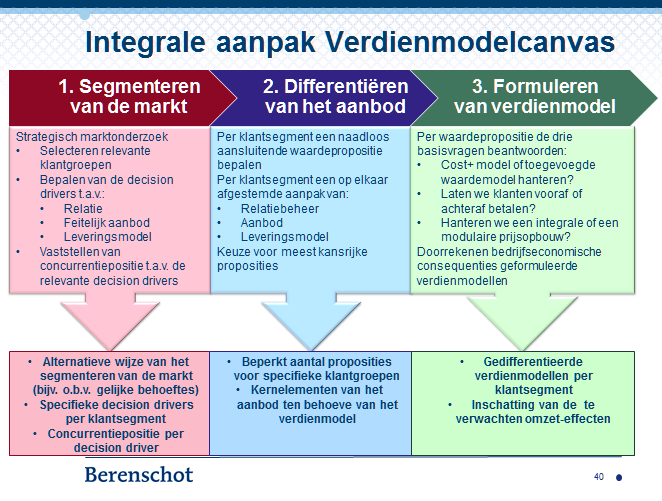 Integrale aanpak Verdienmodelcanvas
1. Segmenteren
van de markt
2. Differentiëren
van het aanbod
3. Formuleren
van verdienmodel
Strategisch marktonderzoek
• Selecteren relevante
klantgroepen
• Bepalen van de decision
drivers t.a.v.:
• Relatie
• Feitelijk aanbod
• Leveringsmodel
• Vaststellen van
concurrentiepositie t.a.v. de
relevante decision drivers
Per klantsegment een naadloos
aansluitende waardepropositie
bepalen
Per klantsegment een op elkaar
afgestemde aanpak van:
• Relatiebeheer
• Aanbod
• Leveringsmodel
Keuze voor meest kansrijke
proposities
Per waardepropositie de drie
basisvragen beantwoorden:
• Cost+ model of toegevoegde
waardemodel hanteren?
• Laten we klanten vooraf of
achteraf betalen?
• Hanteren we een integrale of een
modulaire prijsopbouw?
Doorrekenen bedrijfseconomische
consequenties geformuleerde
verdienmodellen
• Alternatieve wijze van het
segmenteren van de markt
(bijv. o.b.v. gelijke behoeftes)
• Specifieke decision drivers
per klantsegment
• Concurrentiepositie per
decision driver
• Beperkt aantal proposities
voor specifieke klantgroepen
• Kernelementen van het
aanbod ten behoeve van het
verdienmodel
• Gedifferentieerde
verdienmodellen per
klantsegment
• Inschatting van de te
verwachten omzet-effecten
Berenschot
40